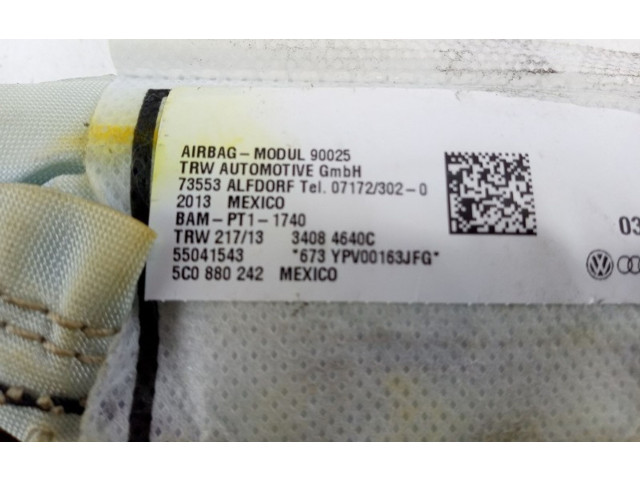 AIRBAG - MODUL 90025
TRW AUTOMOTIVE GmbH
73553 ALFDORF Tel. 07172/302-0
2013 MEXICO
BAM-PT1-1740
TRW 217/13 3408 4640C
55041543 *673 YPV00163JFG*
5C0 880 242 MEXICO
03